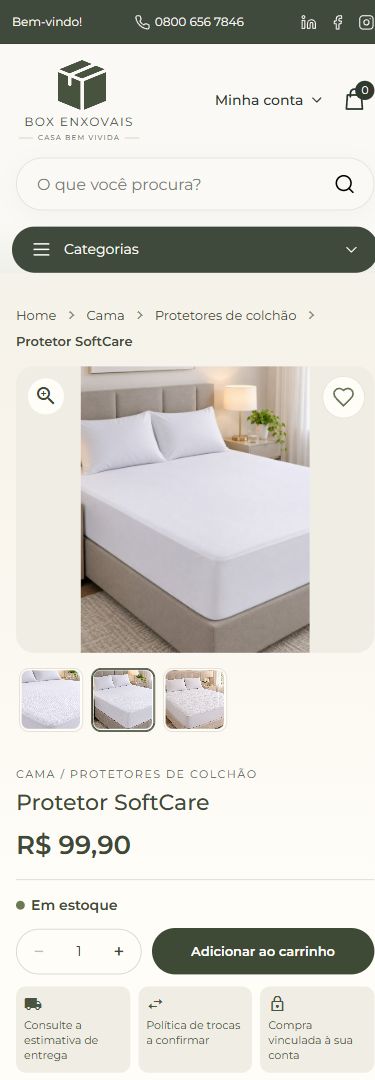 Bem-vindo!
0800 656 7846
BOX ENXOVAIS
CASA BEM VIVIDA
Minha conta
0
O que você procura?
Categorias
Home > Cama > Protetores de colchão >
Protetor SoftCare
CAMA / PROTETORES DE COLCHÃO
Protetor SoftCare
R$ 99,90
Em estoque
− 1 +
Adicionar ao carrinho
Consulte a
estimativa de
entrega
Política de trocas
a confirmar
Compra
vinculada à sua
conta